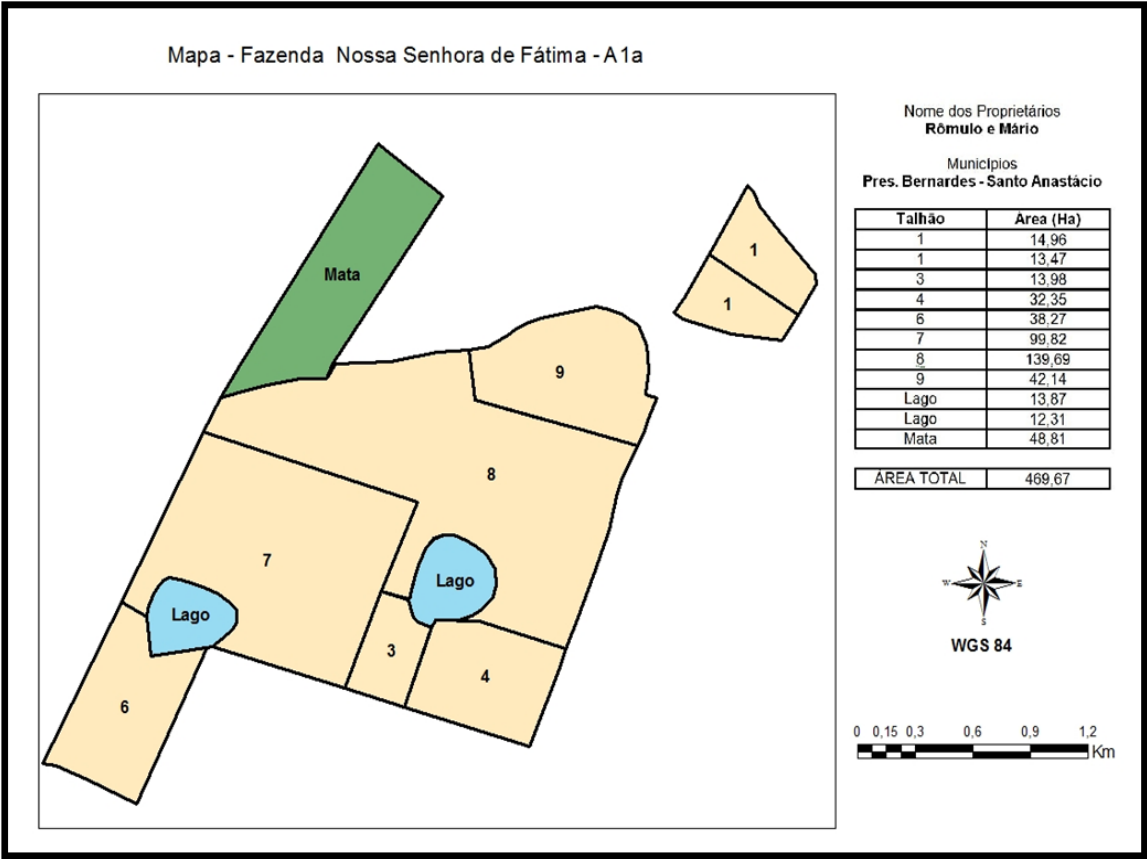 Mapa - Fazenda  Nossa Senhora de Fátima - A1a
Nome dos Proprietários
Rômulo e Mário
Municípios
Pres. Bernardes - Santo Anastácio
Talhão Área (Ha)
1 14,96
1 13,47
3 13,98
4 32,35
6 38,27
7 99,82
8 139,69
9 42,14
Lago 13,87
Lago 12,31
Mata 48,81
ÁREA TOTAL 469,67
Mata
1
1
9
8
7
Lago
Lago
3
4
6
N
W E
S
WGS 84
0 0,15 0,3 0,6 0,9 1,2
Km